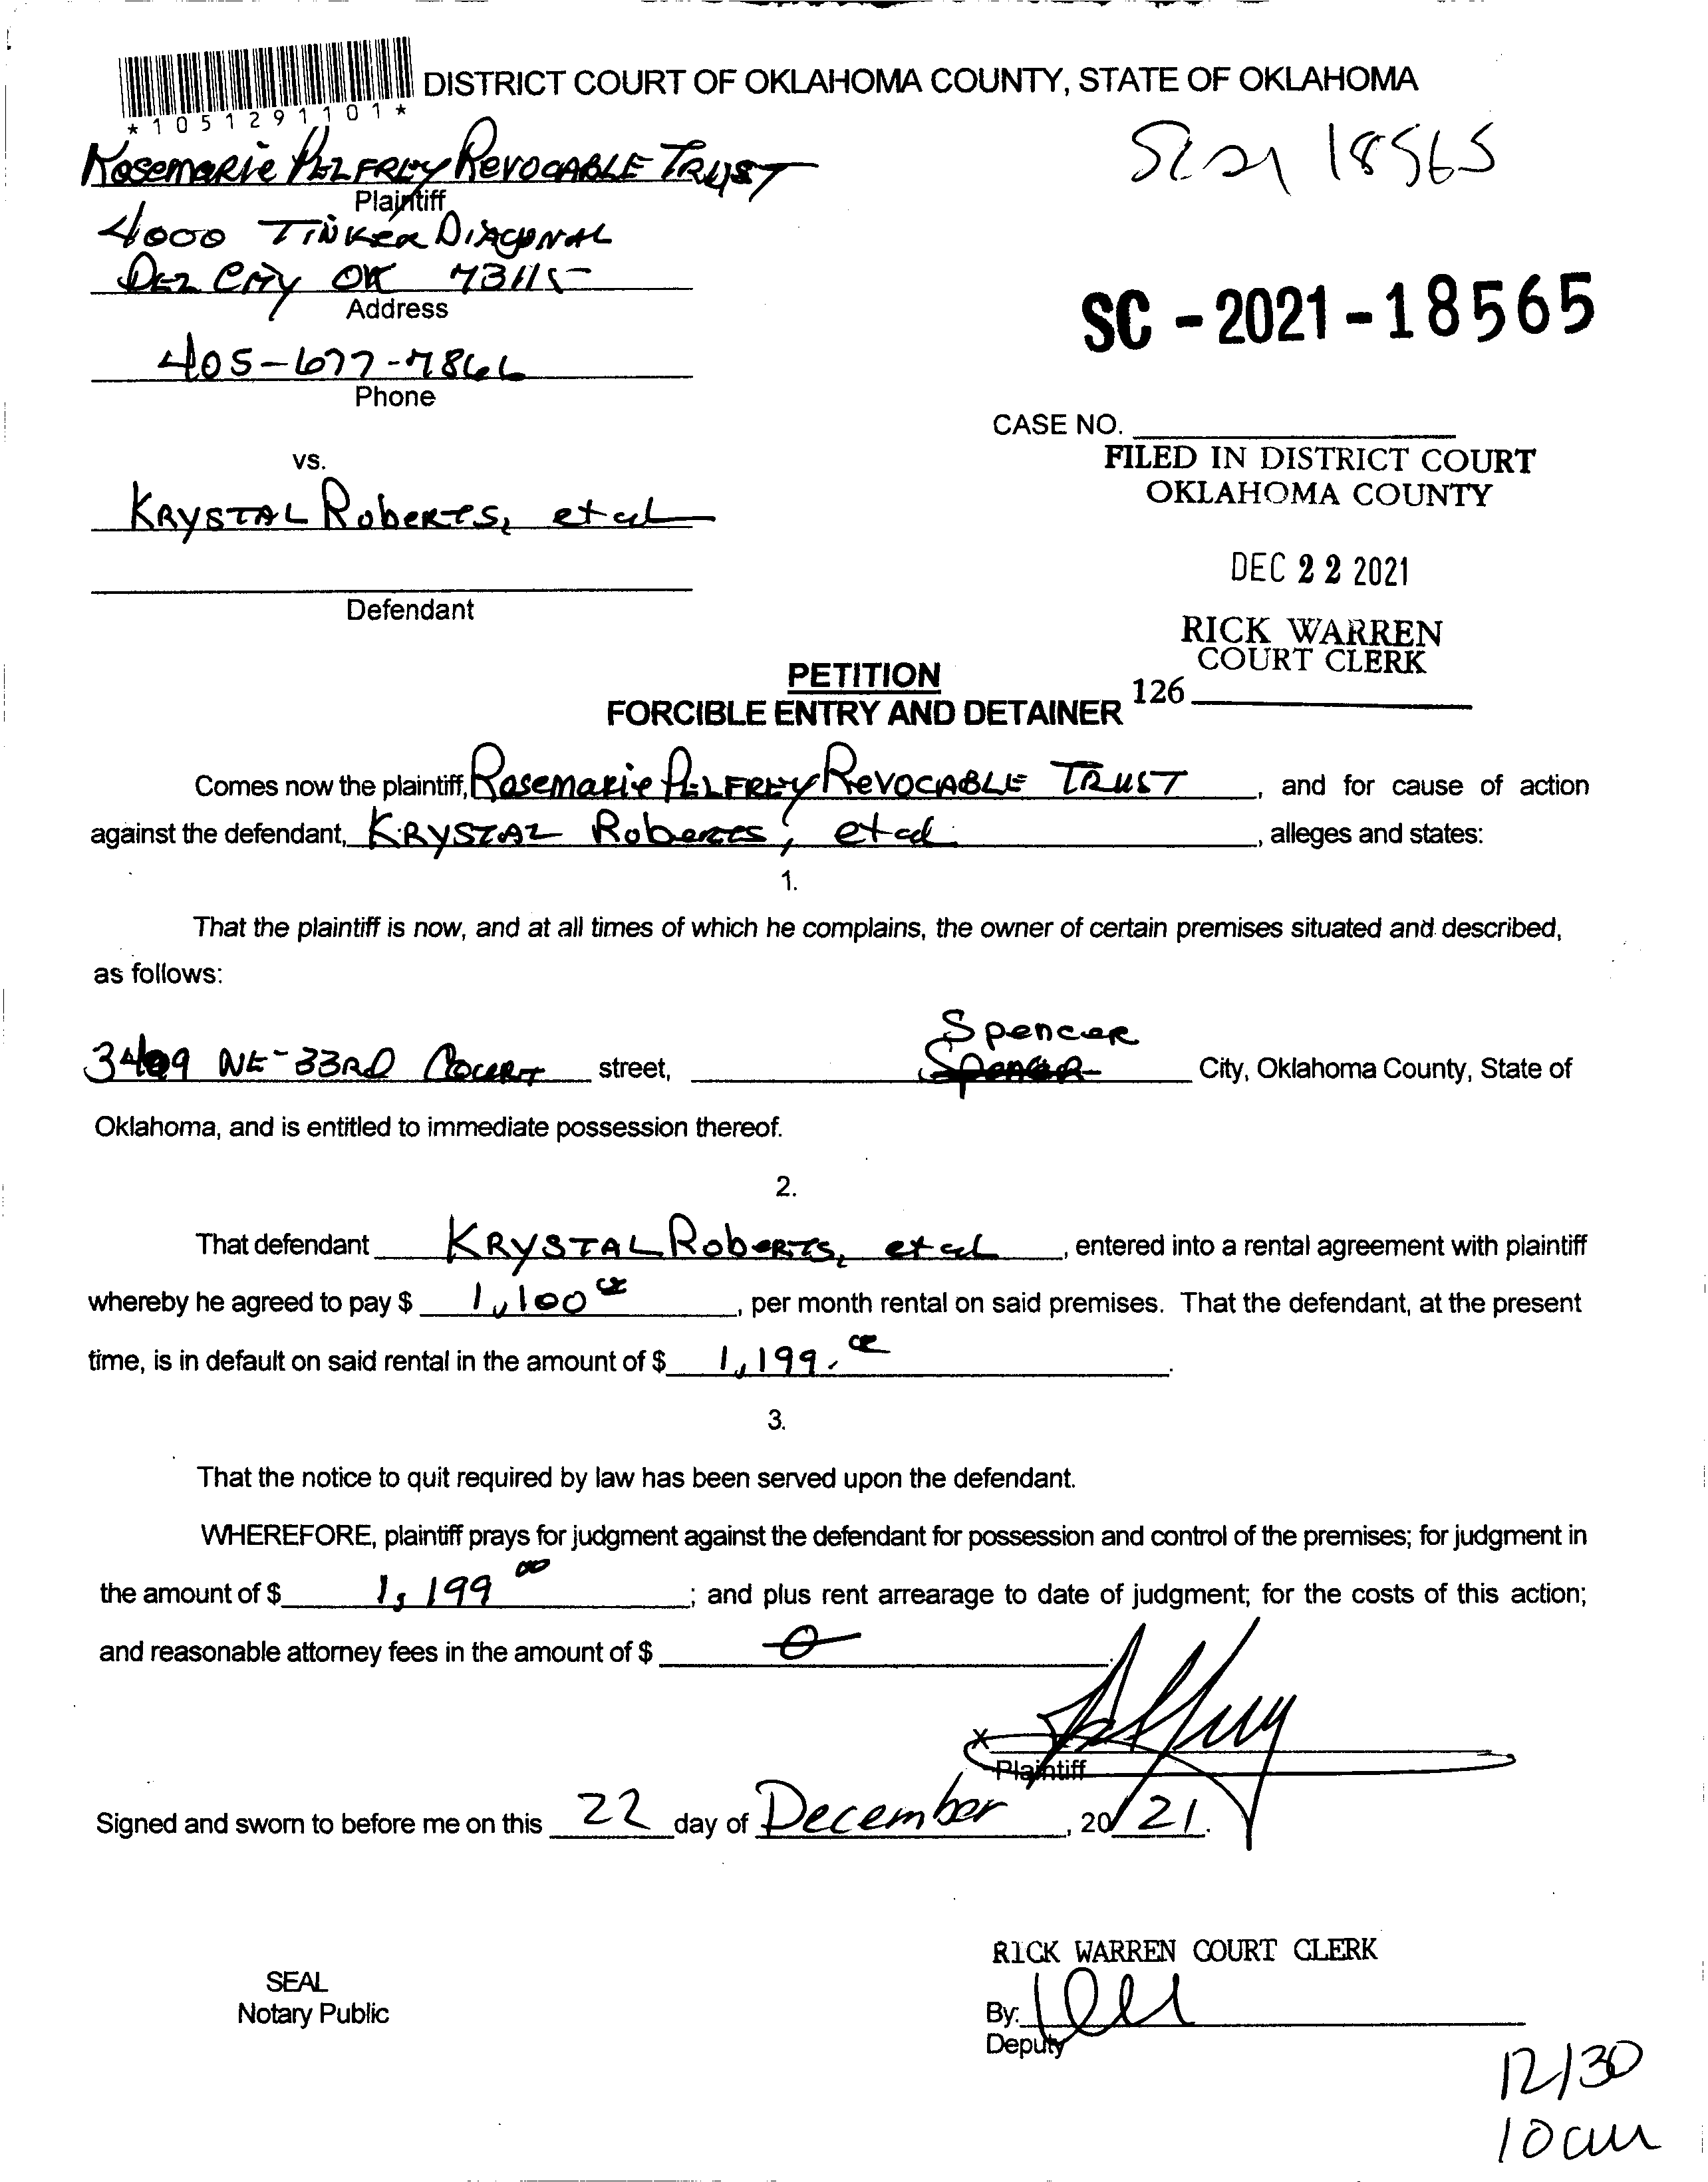 DISTRICT COURT OF OKLAHOMA COUNTY, STATE OF OKLAHOMA
*1051291101*
Rosemarie PELFREY REVOCABLE TRUST
Plaintiff
SC21 18565
4000 TINKER DIAGONAL
DEL CITY OK 73115
Address
SC - 2021 - 18565
405-677-7866
Phone
CASE NO.
FILED IN DISTRICT COURT
OKLAHOMA COUNTY
vs.
KRYSTAL Roberts, et al
DEC 22 2021
Defendant
RICK WARREN
COURT CLERK
126
PETITION
FORCIBLE ENTRY AND DETAINER
Comes now the plaintiff, Rosemarie PELFREY REVOCABLE TRUST, and for cause of action
against the defendant, KRYSTAL Roberts, et al, alleges and states:
1.
That the plaintiff is now, and at all times of which he complains, the owner of certain premises situated and described,
as follows:
Spencer
3409 NE-33RD Court street, Spencer City, Oklahoma County, State of
Oklahoma, and is entitled to immediate possession thereof.
2.
That defendant KRYSTAL Roberts, et al, entered into a rental agreement with plaintiff
whereby he agreed to pay $ 1,100 00, per month rental on said premises. That the defendant, at the present
time, is in default on said rental in the amount of $ 1,199. 00.
3.
That the notice to quit required by law has been served upon the defendant.
WHEREFORE, plaintiff prays for judgment against the defendant for possession and control of the premises; for judgment in
the amount of $ 1,199 00; and plus rent arrearage to date of judgment; for the costs of this action;
and reasonable attorney fees in the amount of $ 0.
X
Plaintiff
Signed and sworn to before me on this 22 day of December, 20 21.
RICK WARREN COURT CLERK
SEAL
Notary Public
By:
Deputy
12/30
10am